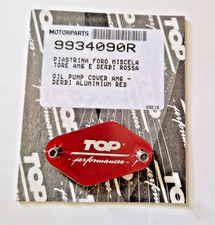 MOTORPARTS
9934090R
PIASTRINA FORO MISCELA
TORE AM6 E DERBI ROSSA
OIL PUMP COVER AM6 -
DERBI ALUMINIUM RED
TOP
performances